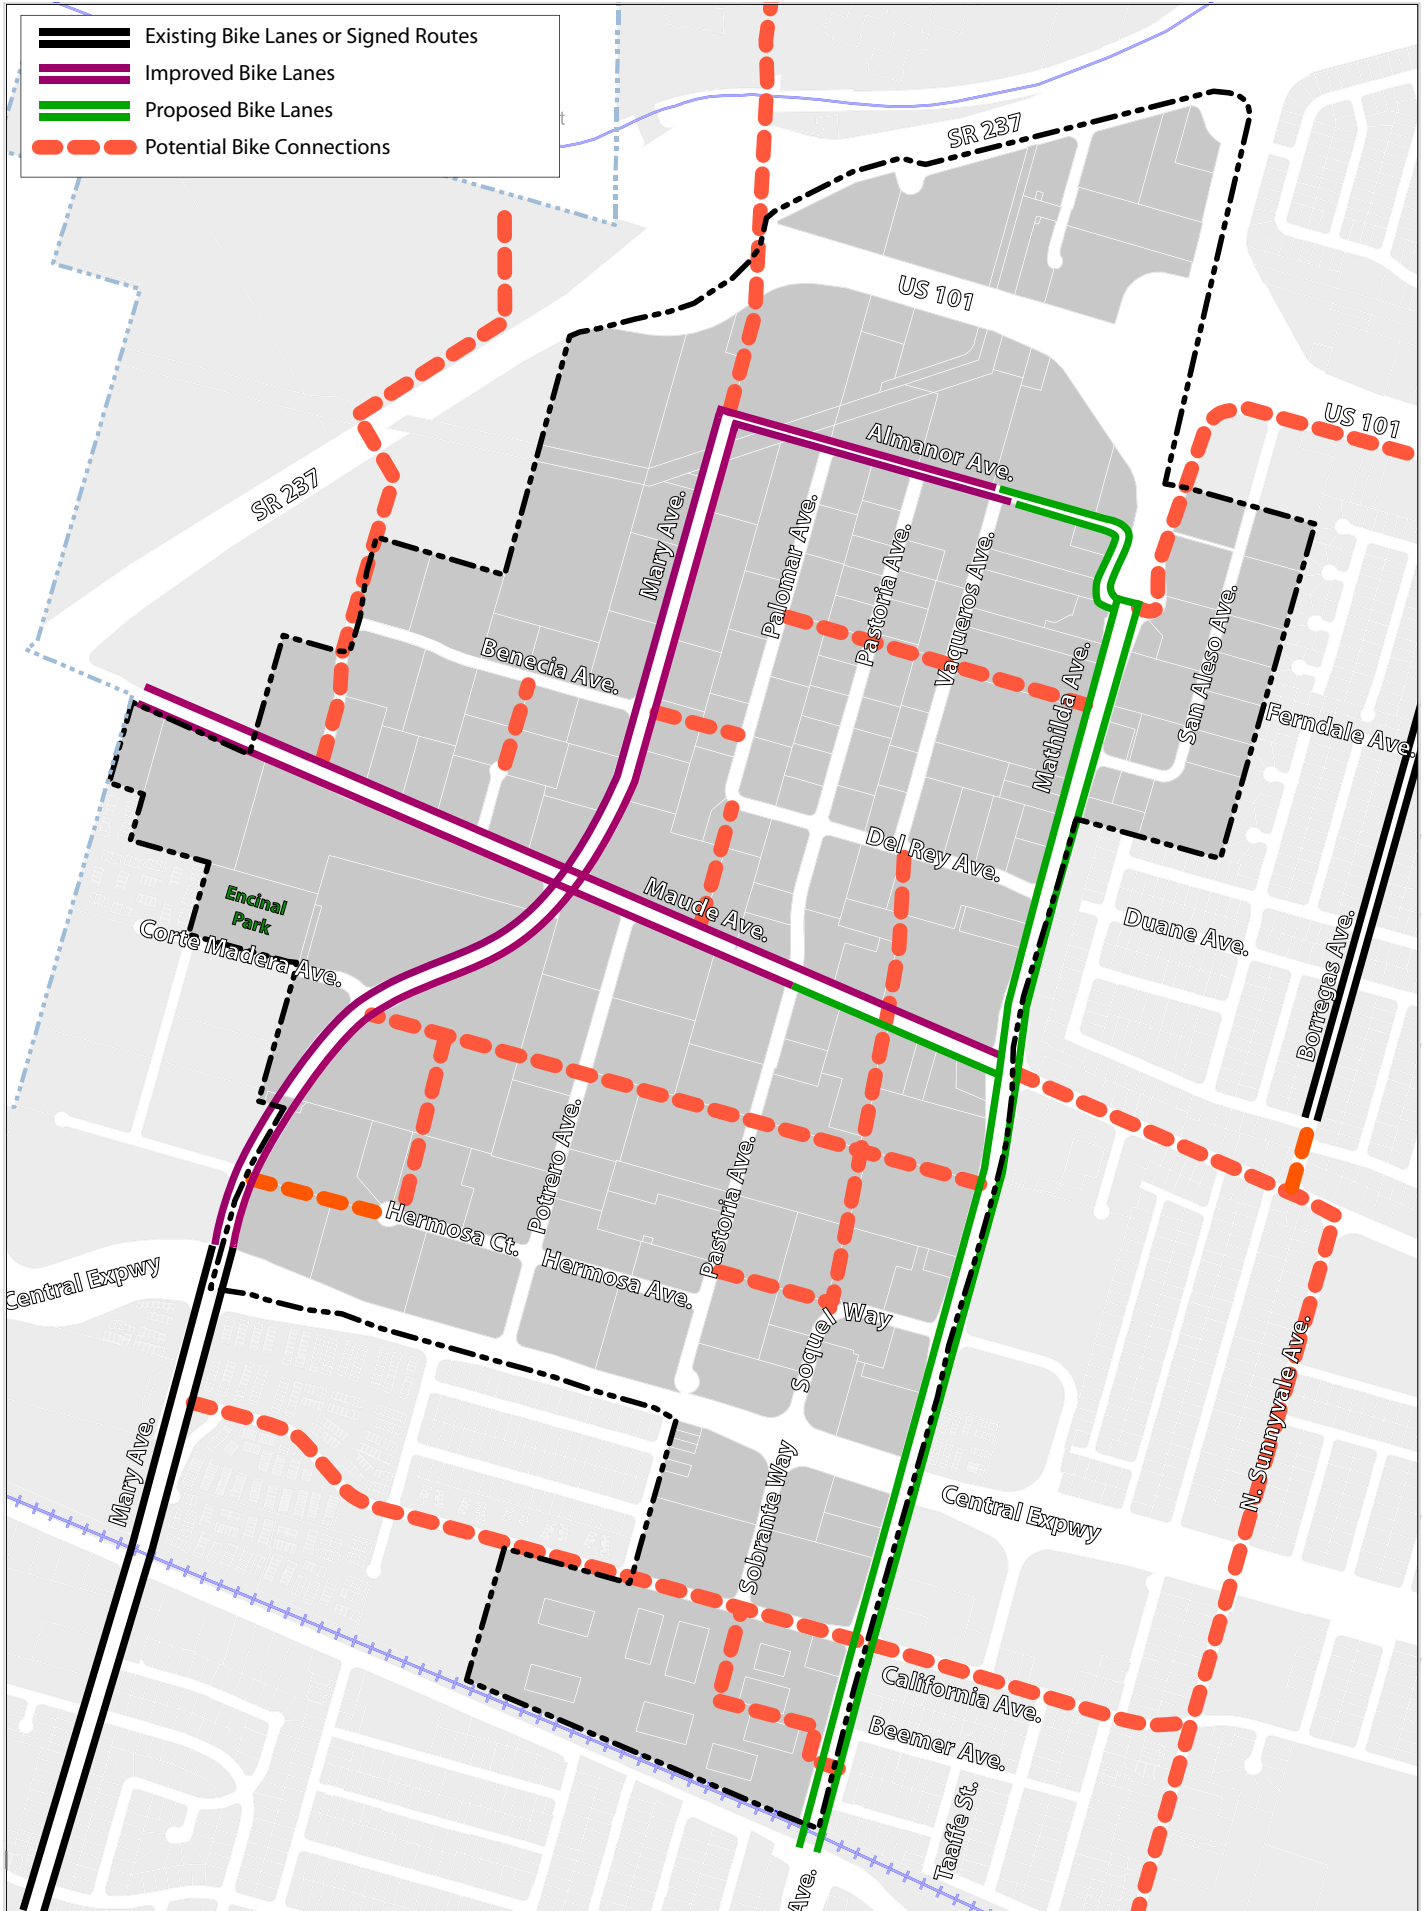 Existing Bike Lanes or Signed Routes
Improved Bike Lanes
Proposed Bike Lanes
Potential Bike Connections
t
SR 237
US 101
US 101
Almanor Ave.
SR 237
Mary Ave.
Palomar Ave.
Pastoria Ave.
Vaqueros Ave.
San Aleso Ave.
Benecia Ave.
Mathilda Ave.
Ferndale Ave.
Del Rey Ave.
Maude Ave.
Encinal
Park
Corte Madera Ave.
Duane Ave.
Borregas Ave.
Potrero Ave.
Pastoria Ave.
Hermosa Ct.
Hermosa Ave.
Central Expwy
Soquel Way
N. Sunnyvale Ave.
Mary Ave.
Sobrante Way
Central Expwy
California Ave.
Beemer Ave.
Taaffe St.
Ave.